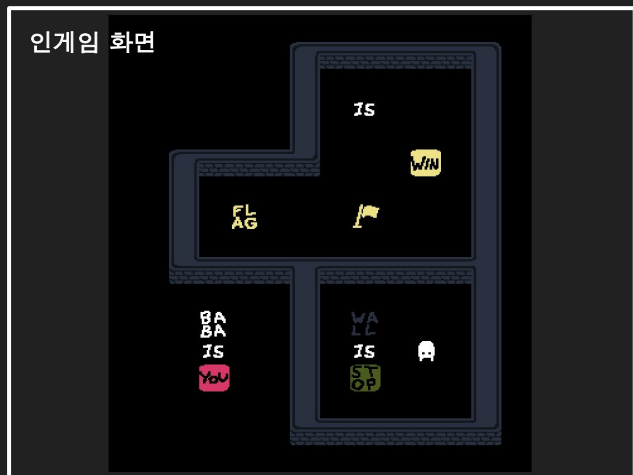 인게임 화면
IS
WIN
FLAG
BABA
IS
YOU
WALL
IS
STOP